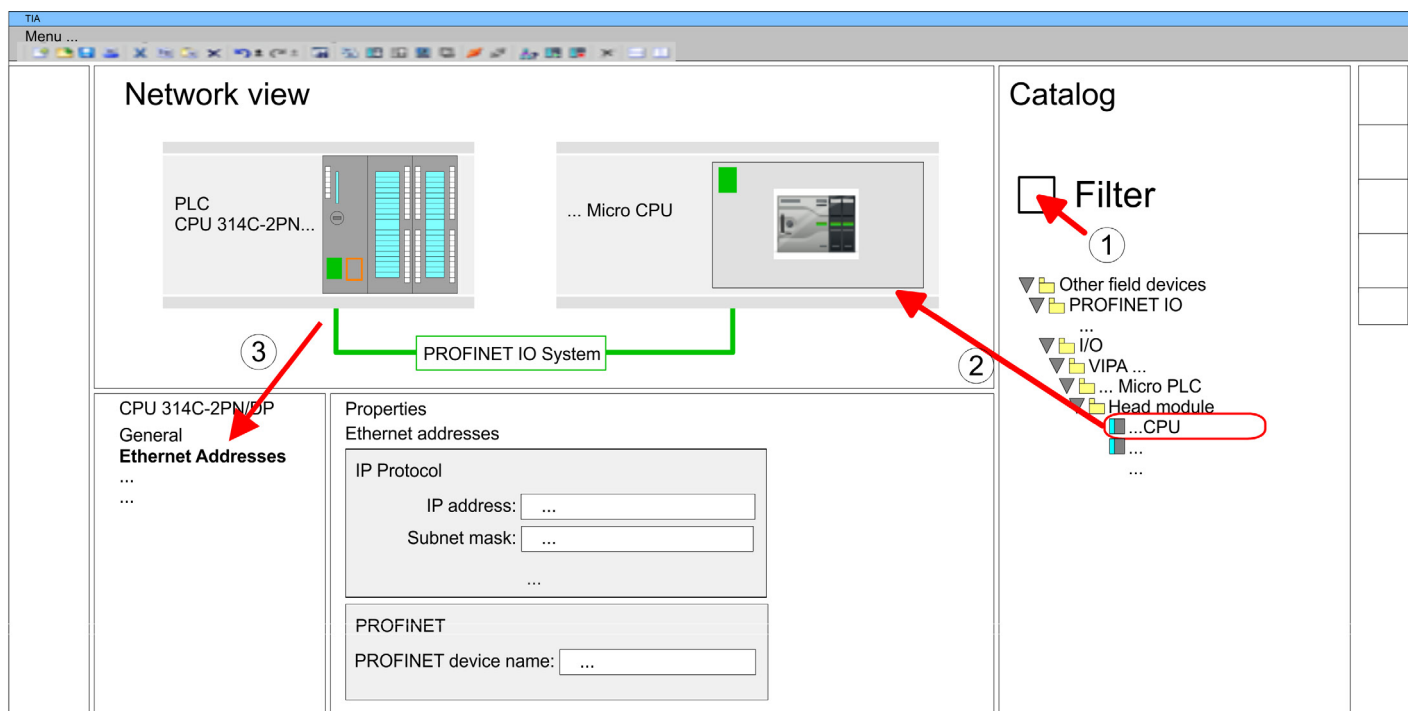 TIA
Menu ...
Network view
PLC
CPU 314C-2PN...
... Micro CPU
PROFINET IO System
3
2
CPU 314C-2PN/DP
General
Ethernet Addresses
...
...
Properties
Ethernet addresses
IP Protocol
IP address: ...
Subnet mask: ...
...
PROFINET
PROFINET device name: ...
Catalog
Filter
1
Other field devices
PROFINET IO
...
I/O
VIPA ...
... Micro PLC
Head module
...CPU
...
...